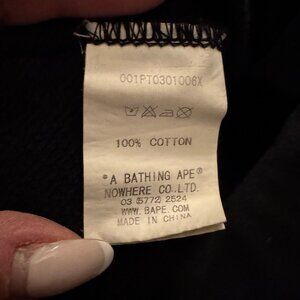 001PT0301006X
100% COTTON
"A BATHING APE®
NOWHERE CO.,LTD.
03 (5772) 2524
WWW.BAPE.COM
MADE IN CHINA